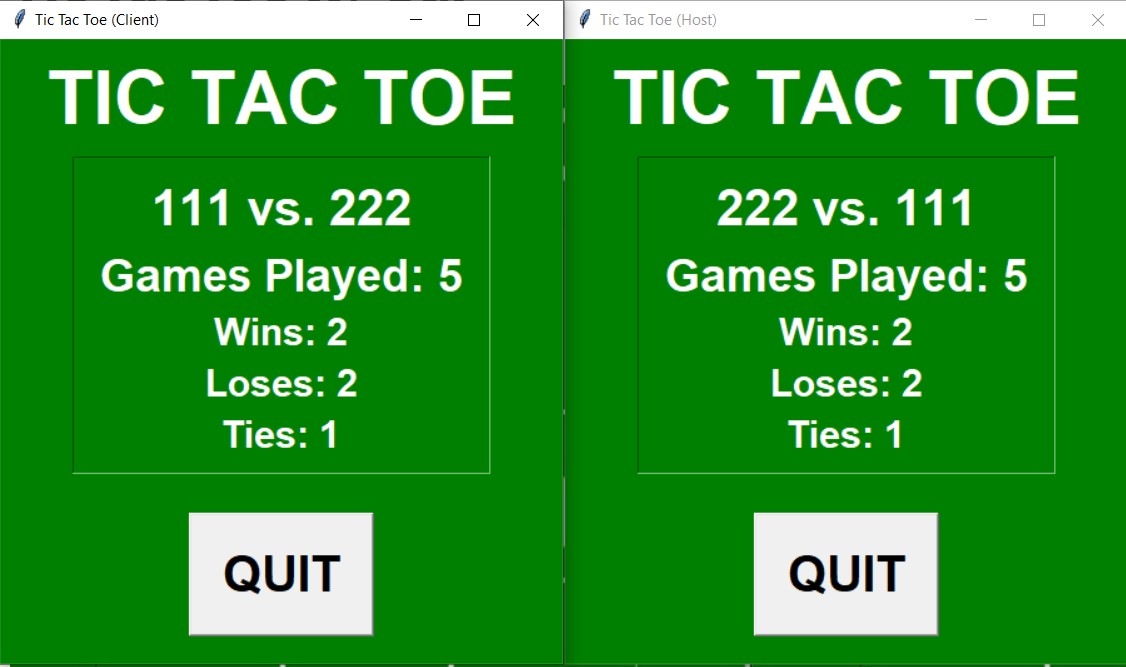 Tic Tac Toe (Client)
TIC TAC TOE
111 vs. 222
Games Played: 5
Wins: 2
Loses: 2
Ties: 1
QUIT
Tic Tac Toe (Host)
TIC TAC TOE
222 vs. 111
Games Played: 5
Wins: 2
Loses: 2
Ties: 1
QUIT